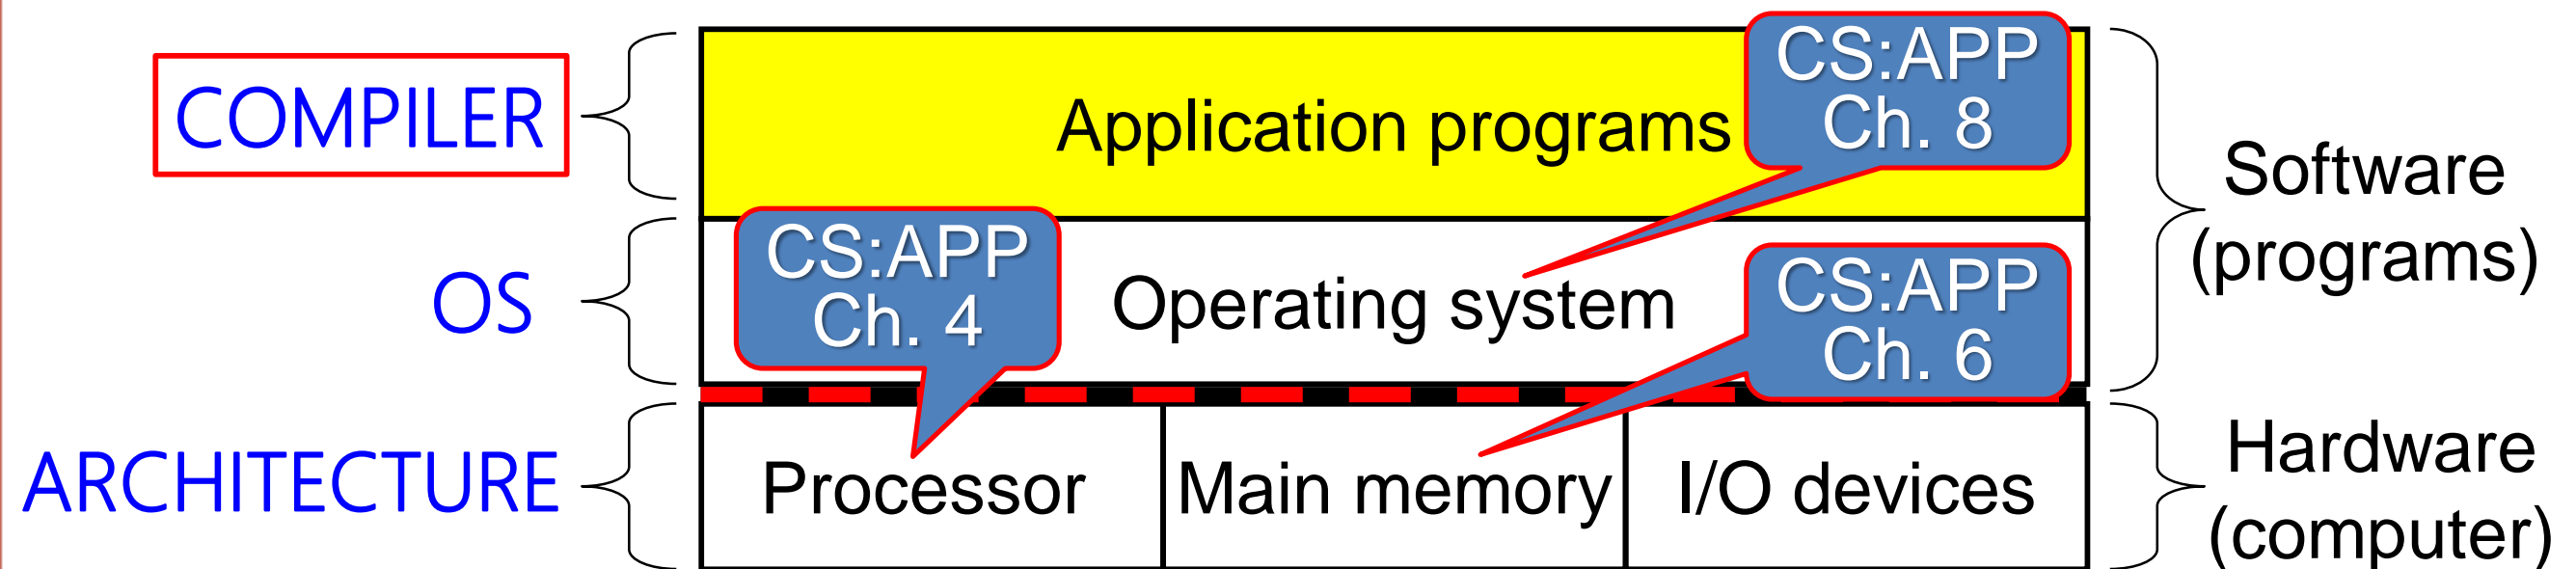 COMPILER
Application programs
CS:APP
Ch. 8
Software
(programs)
OS
CS:APP
Ch. 4
Operating system
CS:APP
Ch. 6
ARCHITECTURE
Processor
Main memory
I/O devices
Hardware
(computer)